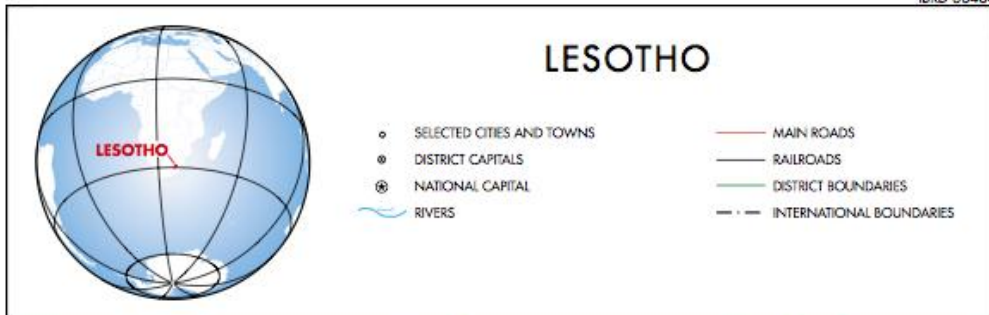 LESOTHO
LESOTHO
SELECTED CITIES AND TOWNS
DISTRICT CAPITALS
NATIONAL CAPITAL
RIVERS
MAIN ROADS
RAILROADS
DISTRICT BOUNDARIES
INTERNATIONAL BOUNDARIES